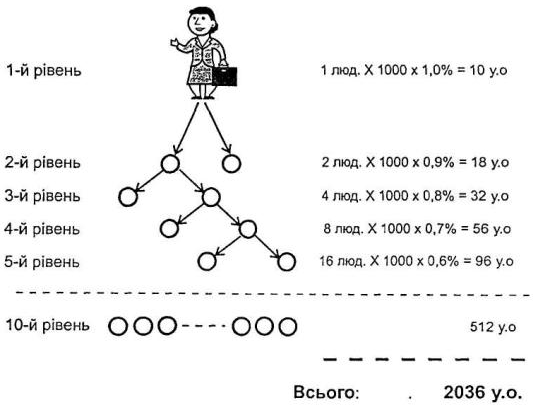 1-й рівень 1 люд. Х 1000 х 1,0% = 10 у.о
2-й рівень 2 люд. Х 1000 х 0,9% = 18 у.о
3-й рівень 4 люд. Х 1000 х 0,8% = 32 у.о
4-й рівень 8 люд. Х 1000 х 0,7% = 56 у.о
5-й рівень 16 люд. Х 1000 х 0,6% = 96 у.о
10-й рівень 512 у.о
Всього: . 2036 у.о.